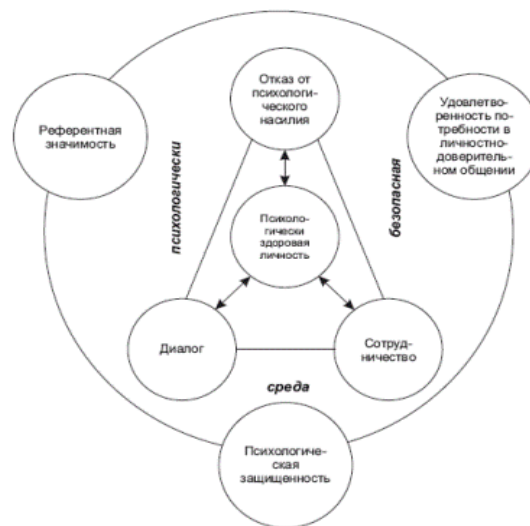 Отказ от
психологи-
ческого
насилия
Референтная
значимость
Удовлетво-
ренность по-
требности в
личностно-
доверитель-
ном общении
психологически
безопасная
Психоло-
гически
здоровая
личность
Диалог
Сотруд-
ничество
среда
Психологиче-
ская
защищенность